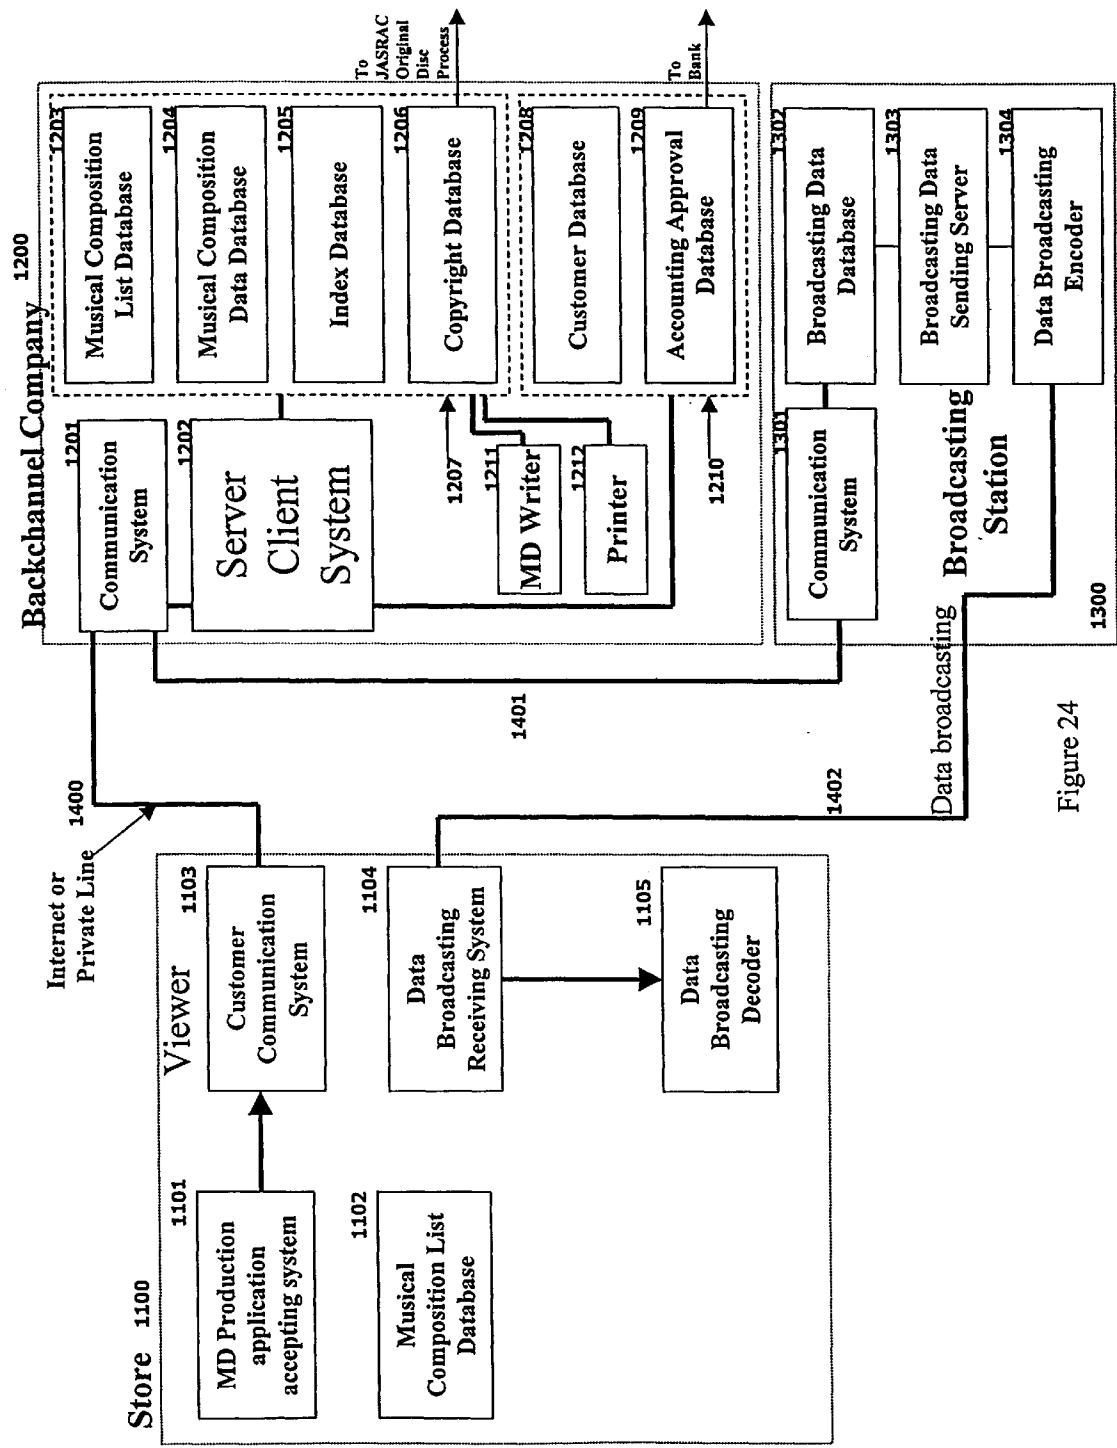 Store 1100
Viewer
1101
MD Production
application
accepting system
1102
Musical
Composition List
Database
1103
Customer
Communication
System
1104
Data
Broadcasting
Receiving System
1105
Data
Broadcasting
Decoder
Internet or
Private Line
1400
1401
1402
Data broadcasting
Backchannel Company 1200
1201
Communication
System
1202
Server
Client
System
1203
Musical Composition
List Database
1204
Musical Composition
Data Database
1205
Index Database
1206
Copyright Database
1207
1208
Customer Database
1209
Accounting Approval
Database
1210
1211
MD Writer
1212
Printer
To
JASRAC
Original
Disc
Process
To
Bank
1300
Broadcasting
Station
1301
Communication
System
1302
Broadcasting Data
Database
1303
Broadcasting Data
Sending Server
1304
Data Broadcasting
Encoder
Figure 24